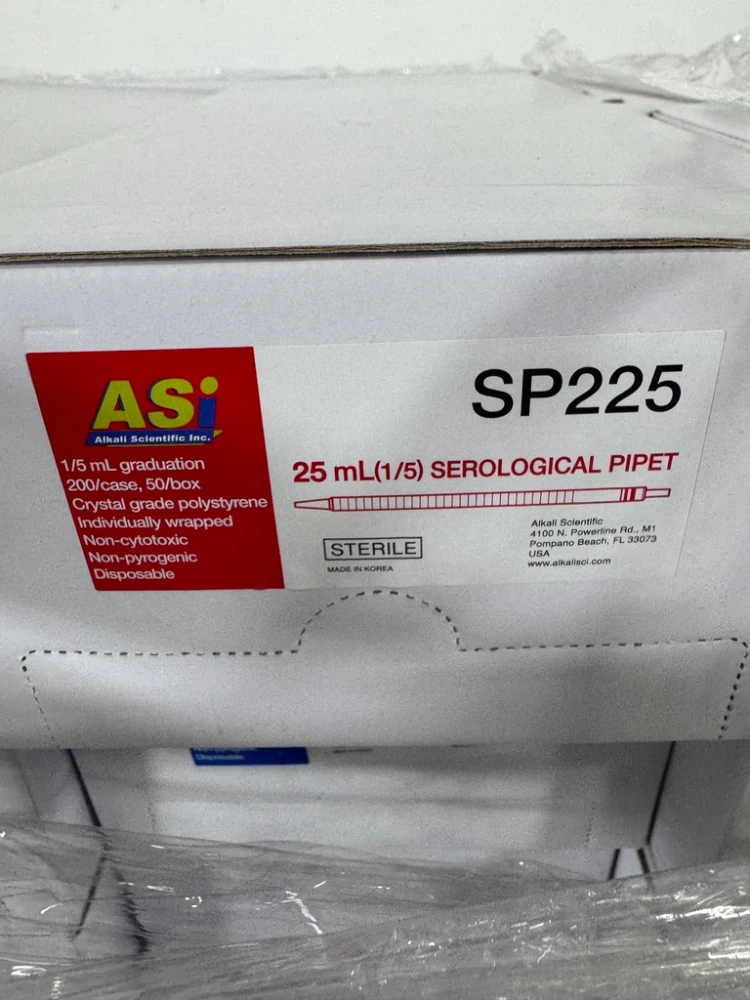 ASi
Alkali Scientific Inc.
1/5 mL graduation
200/case, 50/box
Crystal grade polystyrene
Individually wrapped
Non-cytotoxic
Non-pyrogenic
Disposable
SP225
25 mL(1/5) SEROLOGICAL PIPET
STERILE
MADE IN KOREA
Alkali Scientific
4100 N. Powerline Rd., M1
Pompano Beach, FL 33073
USA
www.alkalisci.com
Disposable